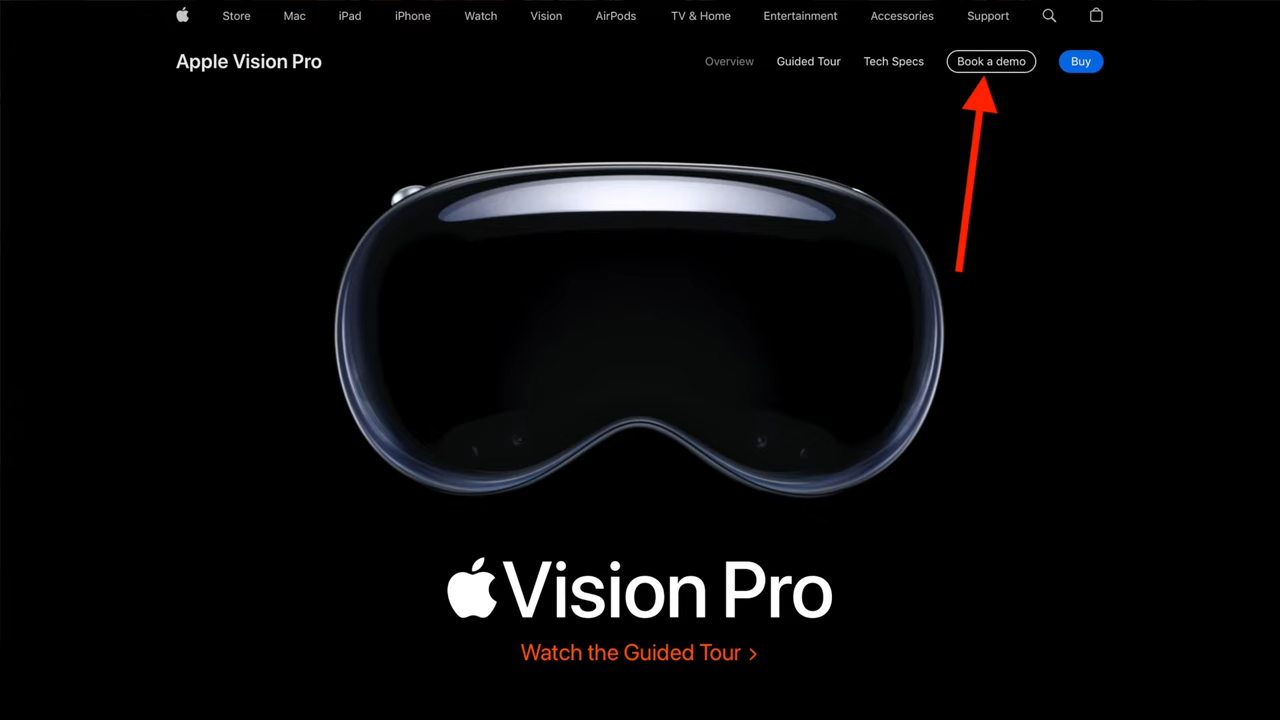 Store Mac iPad iPhone Watch Vision AirPods TV & Home Entertainment Accessories Support
Apple Vision Pro Overview Guided Tour Tech Specs Book a demo Buy
Vision Pro
Watch the Guided Tour >